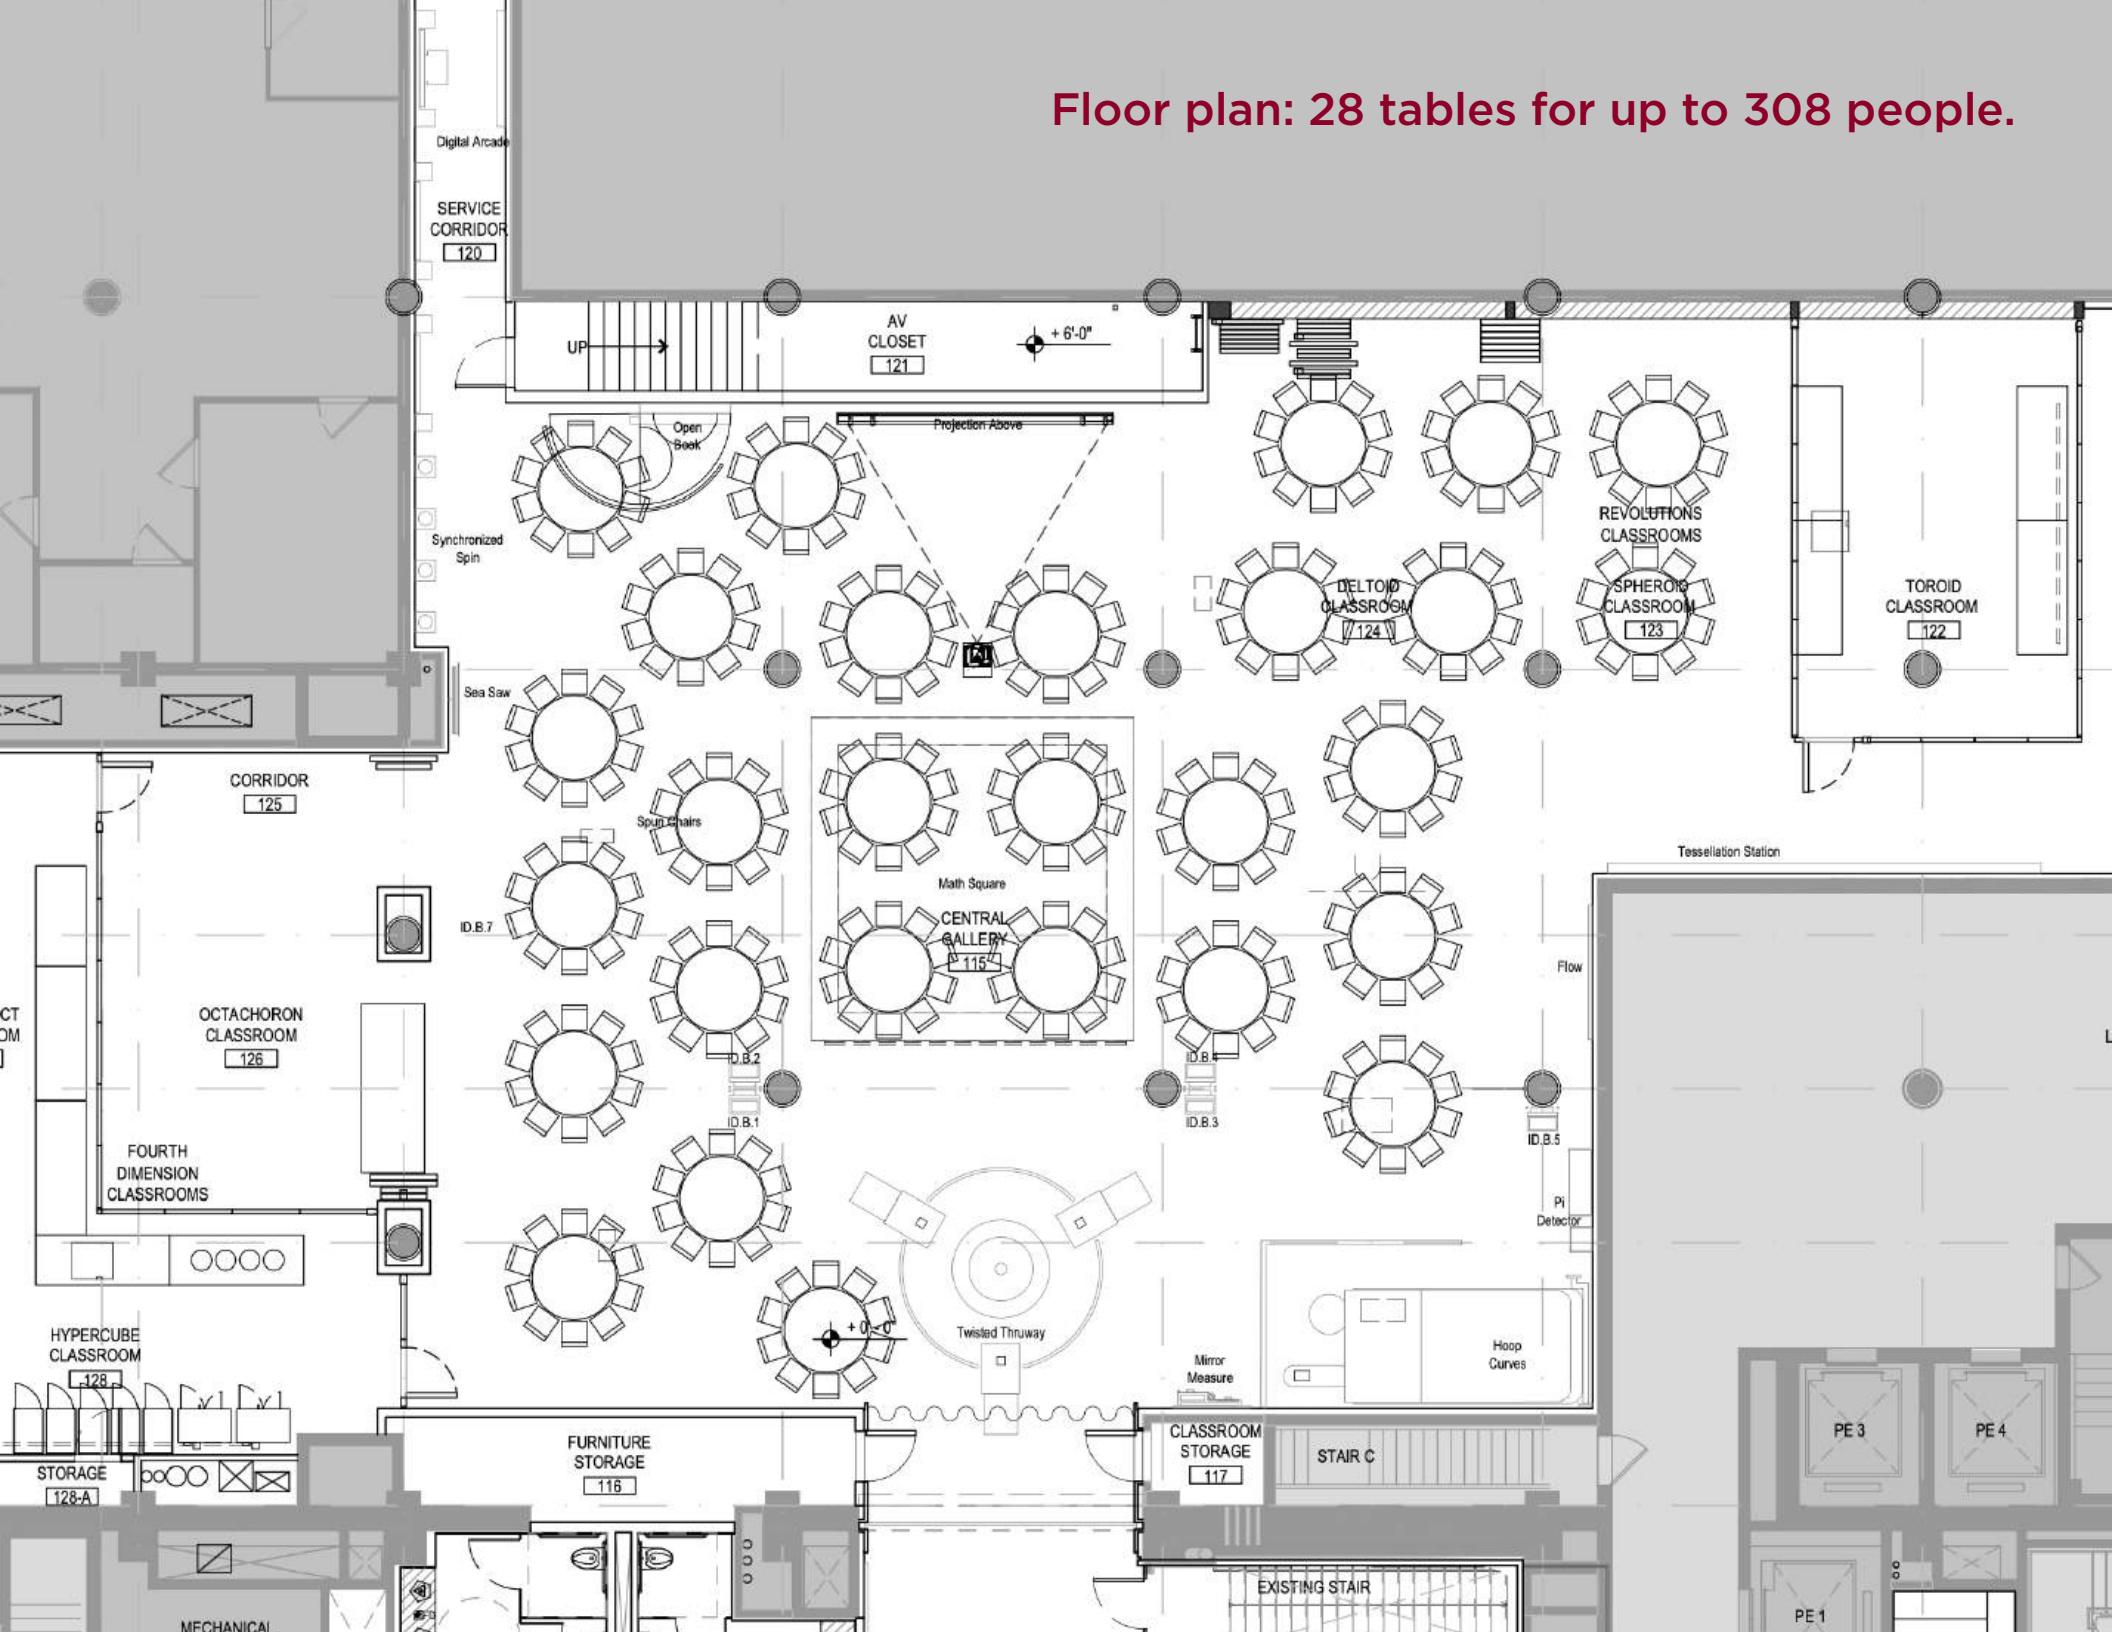 Floor plan: 28 tables for up to 308 people.
Digital Arcade
SERVICE
CORRIDOR
120
UP
AV
CLOSET
121
+ 6'-0"
Open
Book
Projection Above
Synchronized
Spin
REVOLUTIONS
CLASSROOMS
DELTOID
CLASSROOM
124
SPHEROID
CLASSROOM
123
TOROID
CLASSROOM
122
Sea Saw
CORRIDOR
125
Spun Chairs
Tessellation Station
Math Square
CENTRAL
GALLERY
115
ID.B.7
Flow
OCTACHORON
CLASSROOM
126
CT
OM
L
ID.B.2
ID.B.1
ID.B.4
ID.B.3
ID.B.5
FOURTH
DIMENSION
CLASSROOMS
Pi
Detector
HYPERCUBE
CLASSROOM
128
+ 0'-0"
Twisted Thruway
Mirror
Measure
Hoop
Curves
FURNITURE
STORAGE
116
CLASSROOM
STORAGE
117
STAIR C
PE 3
PE 4
STORAGE
128-A
EXISTING STAIR
PE 1
MECHANICAL